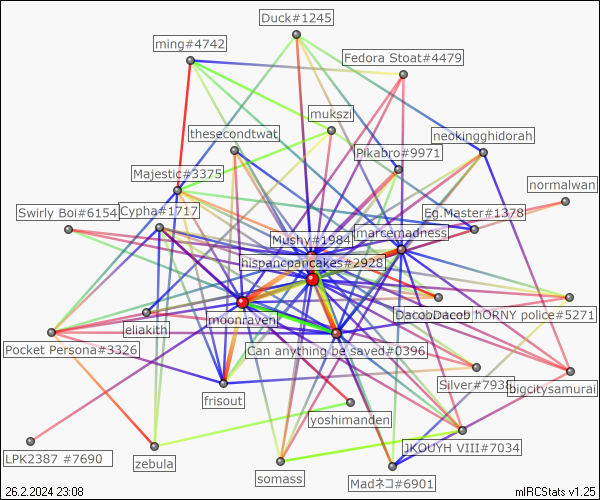 Duck#1245
ming#4742
Fedora Stoat#4479
mukszi
thesecondtwat
neokingghidorah
Pikabro#9971
Majestic#3375
normalwan
Swirly Boi#6154
Cypha#1717
Eg.Master#1378
marcemadness
Mushy#1984
hispancpancakes#2928
moonraven
DacobDacob
hORNY police#5271
eliakith
Pocket Persona#3326
Can anything be saved#0396
Silver#7938
bigcitysamurai
frisout
yoshimanden
JKOUYH VIII#7034
LPK2387 #7690
zebula
somass
Madネコ#6901
26.2.2024 23:08
mIRCStats v1.25